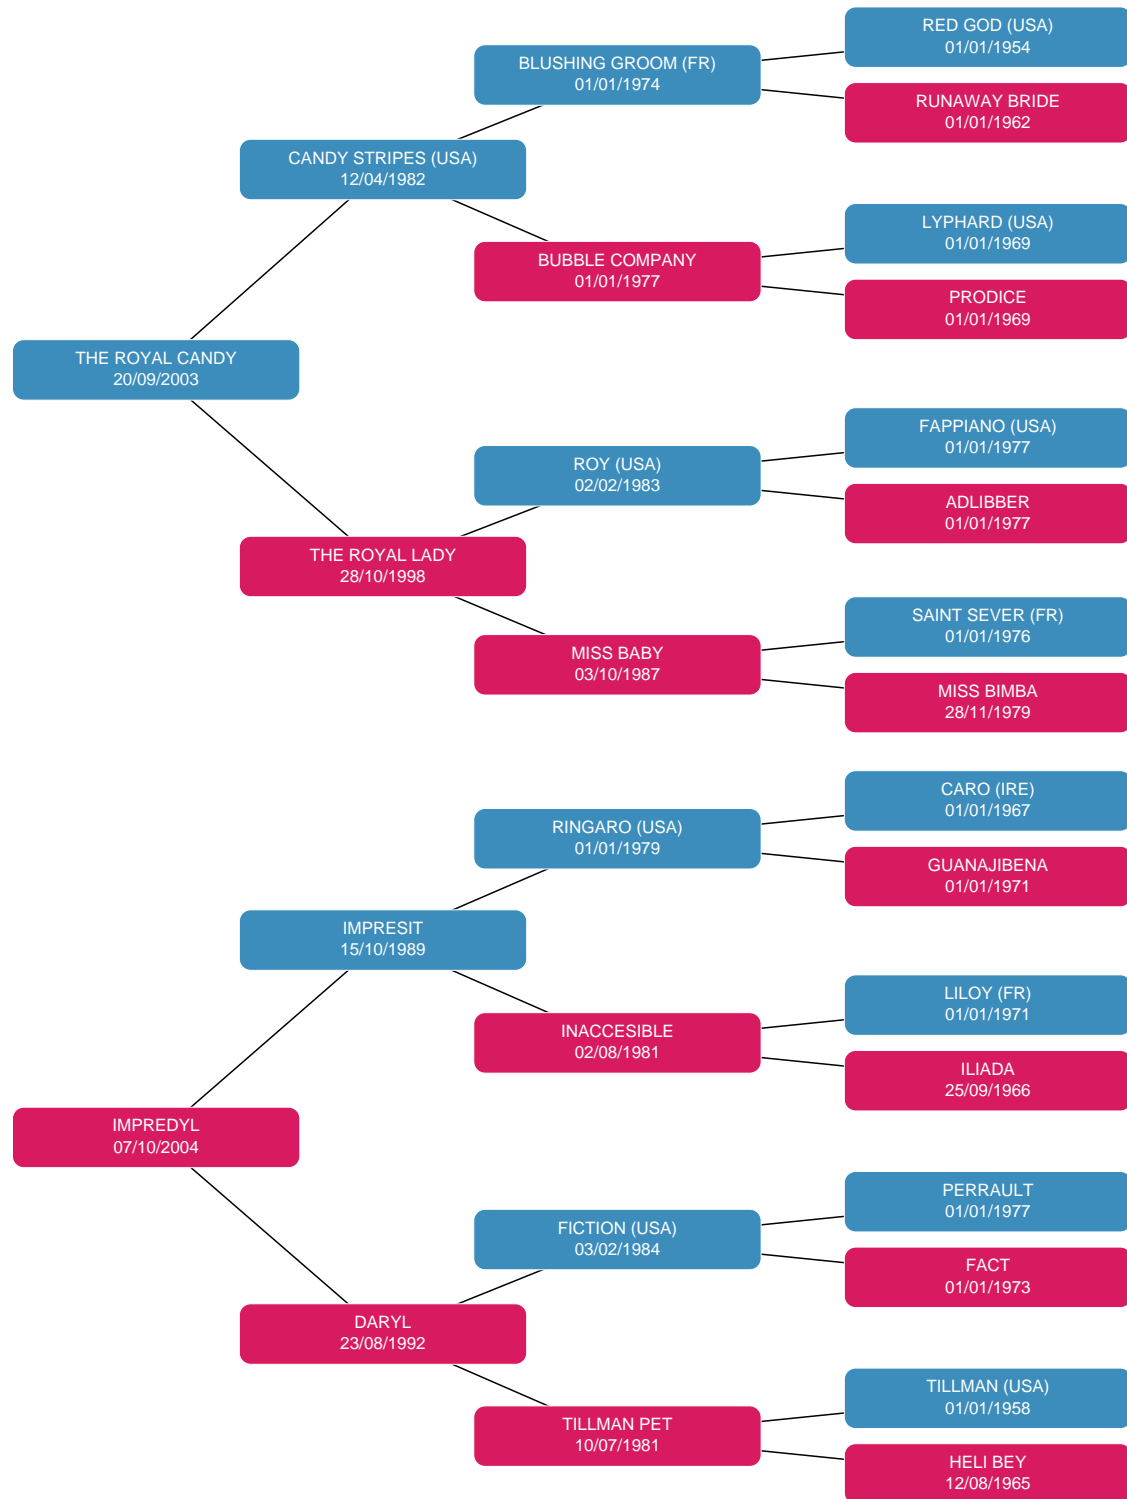 RED GOD (USA)
01/01/1954
BLUSHING GROOM (FR)
01/01/1974
RUNAWAY BRIDE
01/01/1962
CANDY STRIPES (USA)
12/04/1982
LYPHARD (USA)
01/01/1969
BUBBLE COMPANY
01/01/1977
PRODICE
01/01/1969
THE ROYAL CANDY
20/09/2003
FAPPIANO (USA)
01/01/1977
ROY (USA)
02/02/1983
ADLIBBER
01/01/1977
THE ROYAL LADY
28/10/1998
SAINT SEVER (FR)
01/01/1976
MISS BABY
03/10/1987
MISS BIMBA
28/11/1979
CARO (IRE)
01/01/1967
RINGARO (USA)
01/01/1979
GUANAJIBENA
01/01/1971
IMPRESIT
15/10/1989
LILOY (FR)
01/01/1971
INACCESIBLE
02/08/1981
ILIADA
25/09/1966
IMPREDYL
07/10/2004
PERRAULT
01/01/1977
FICTION (USA)
03/02/1984
FACT
01/01/1973
DARYL
23/08/1992
TILLMAN (USA)
01/01/1958
TILLMAN PET
10/07/1981
HELI BEY
12/08/1965